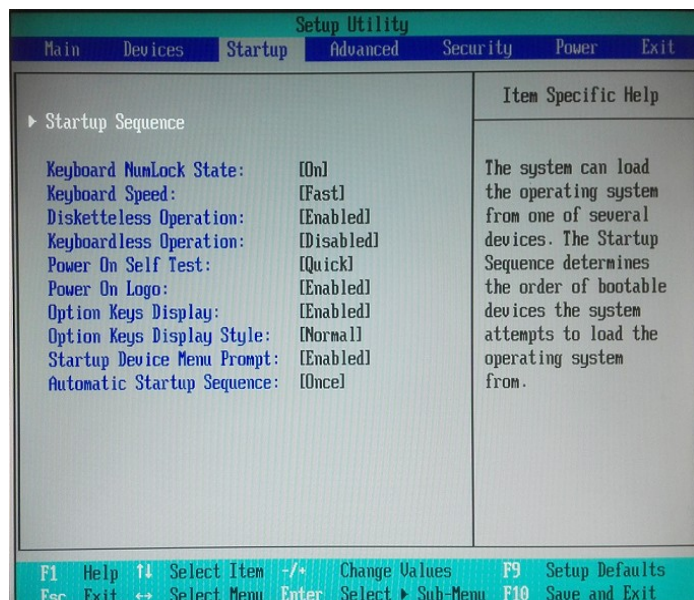 Setup Utility
Main Devices Startup Advanced Security Power Exit
Item Specific Help
▶ Startup Sequence
Keyboard NumLock State: [On]
Keyboard Speed: [Fast]
Disketteless Operation: [Enabled]
Keyboardless Operation: [Disabled]
Power On Self Test: [Quick]
Power On Logo: [Enabled]
Option Keys Display: [Enabled]
Option Keys Display Style: [Normal]
Startup Device Menu Prompt: [Enabled]
Automatic Startup Sequence: [Once]
The system can load
the operating system
from one of several
devices. The Startup
Sequence determines
the order of bootable
devices the system
attempts to load the
operating system
from.
F1 Help ↑↓ Select Item -/+ Change Values F9 Setup Defaults
Esc Exit ↔ Select Menu Enter Select ▶ Sub-Menu F10 Save and Exit